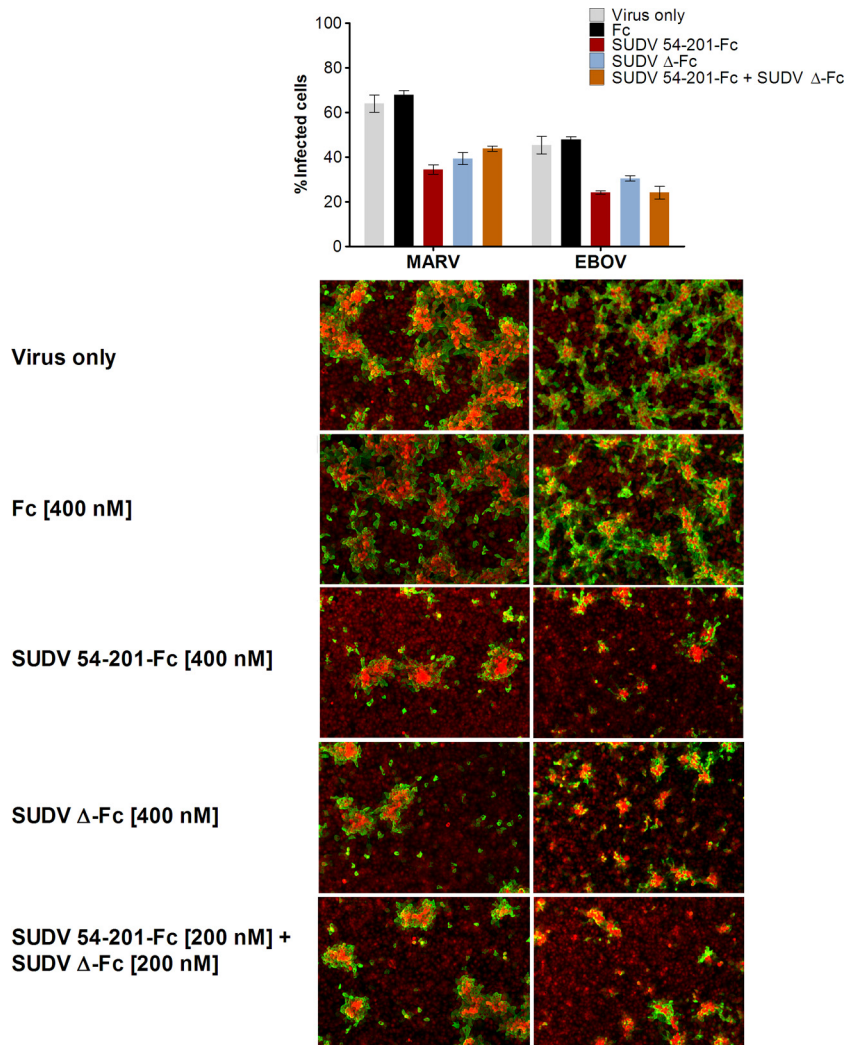 Virus only
Fc
SUDV 54-201-Fc
SUDV Δ-Fc
SUDV 54-201-Fc + SUDV Δ-Fc
%Infected cells
100
80
60
40
20
0
MARV EBOV
Virus only
Fc [400 nM]
SUDV 54-201-Fc [400 nM]
SUDV Δ-Fc [400 nM]
SUDV 54-201-Fc [200 nM] +
SUDV Δ-Fc [200 nM]